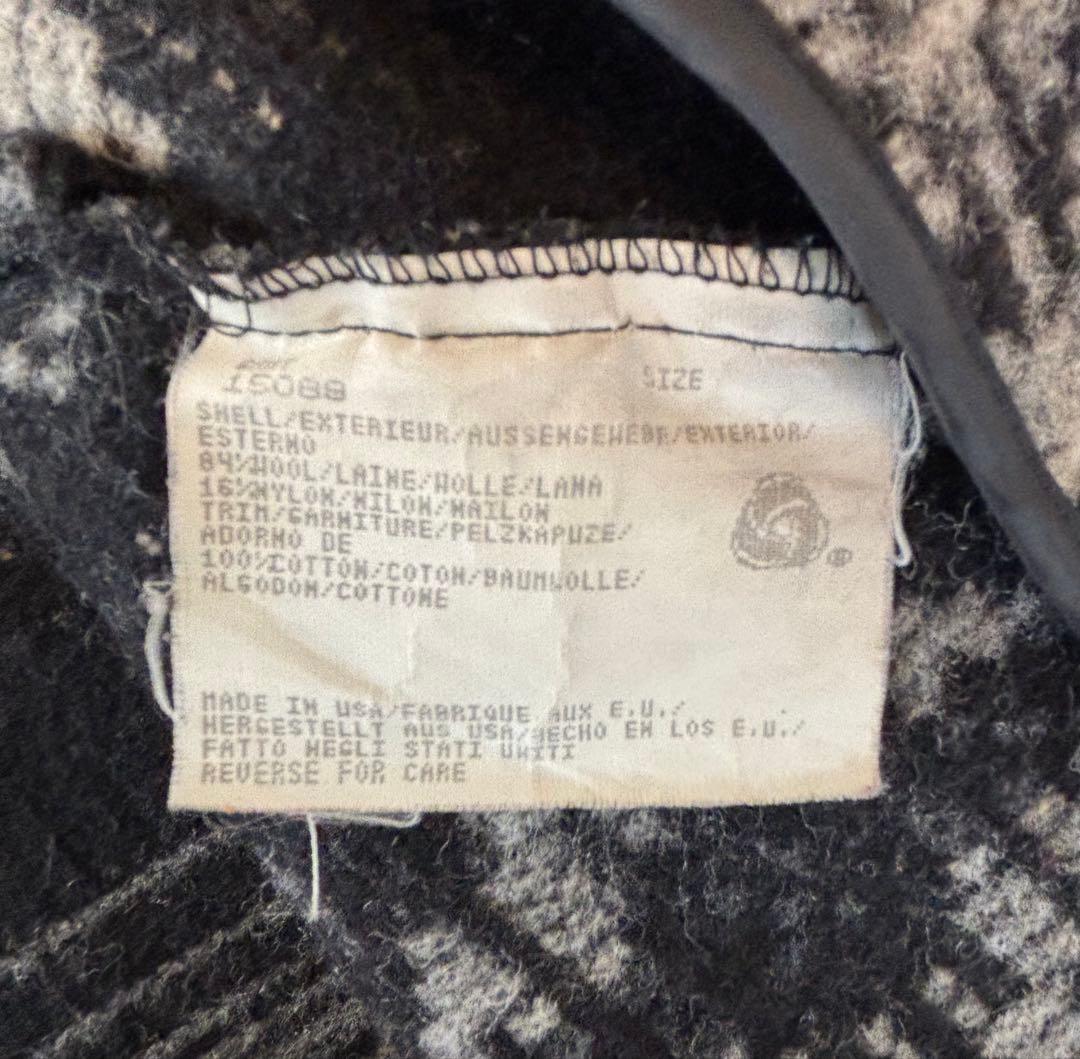 15088 SIZE
SHELL/EXTERIEUR/AUSSENGEWEBR/EXTERIOR/
ESTERNO
84%WOOL/LAINE/WOLLE/LANA
16%NYLON/NILON/NAILON
TRIM/GARNITURE/PELZKAPUZE/
ADORNO DE
100%COTTON/COTON/BAUMWOLLE/
ALGODON/COTTONE
®
MADE IN USA/FABRIQUE AUX E.U./
HERGESTELLT AUS USA/HECHO EN LOS E.U./
FATTO NEGLI STATI UNITI
REVERSE FOR CARE